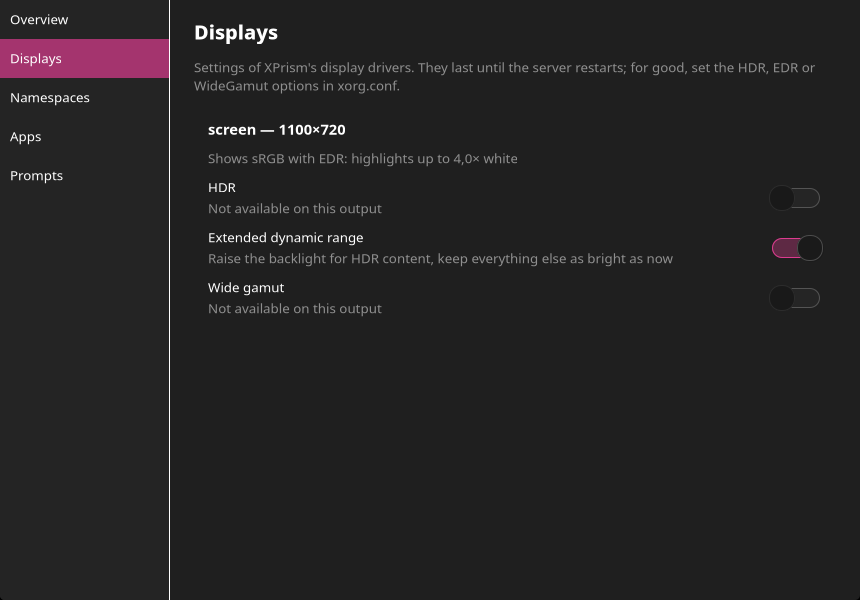 Overview
Displays
Namespaces
Apps
Prompts
Displays
Settings of XPrism's display drivers. They last until the server restarts; for good, set the HDR, EDR or
WideGamut options in xorg.conf.
screen — 1100×720
Shows sRGB with EDR: highlights up to 4,0× white
HDR
Not available on this output
Extended dynamic range
Raise the backlight for HDR content, keep everything else as bright as now
Wide gamut
Not available on this output